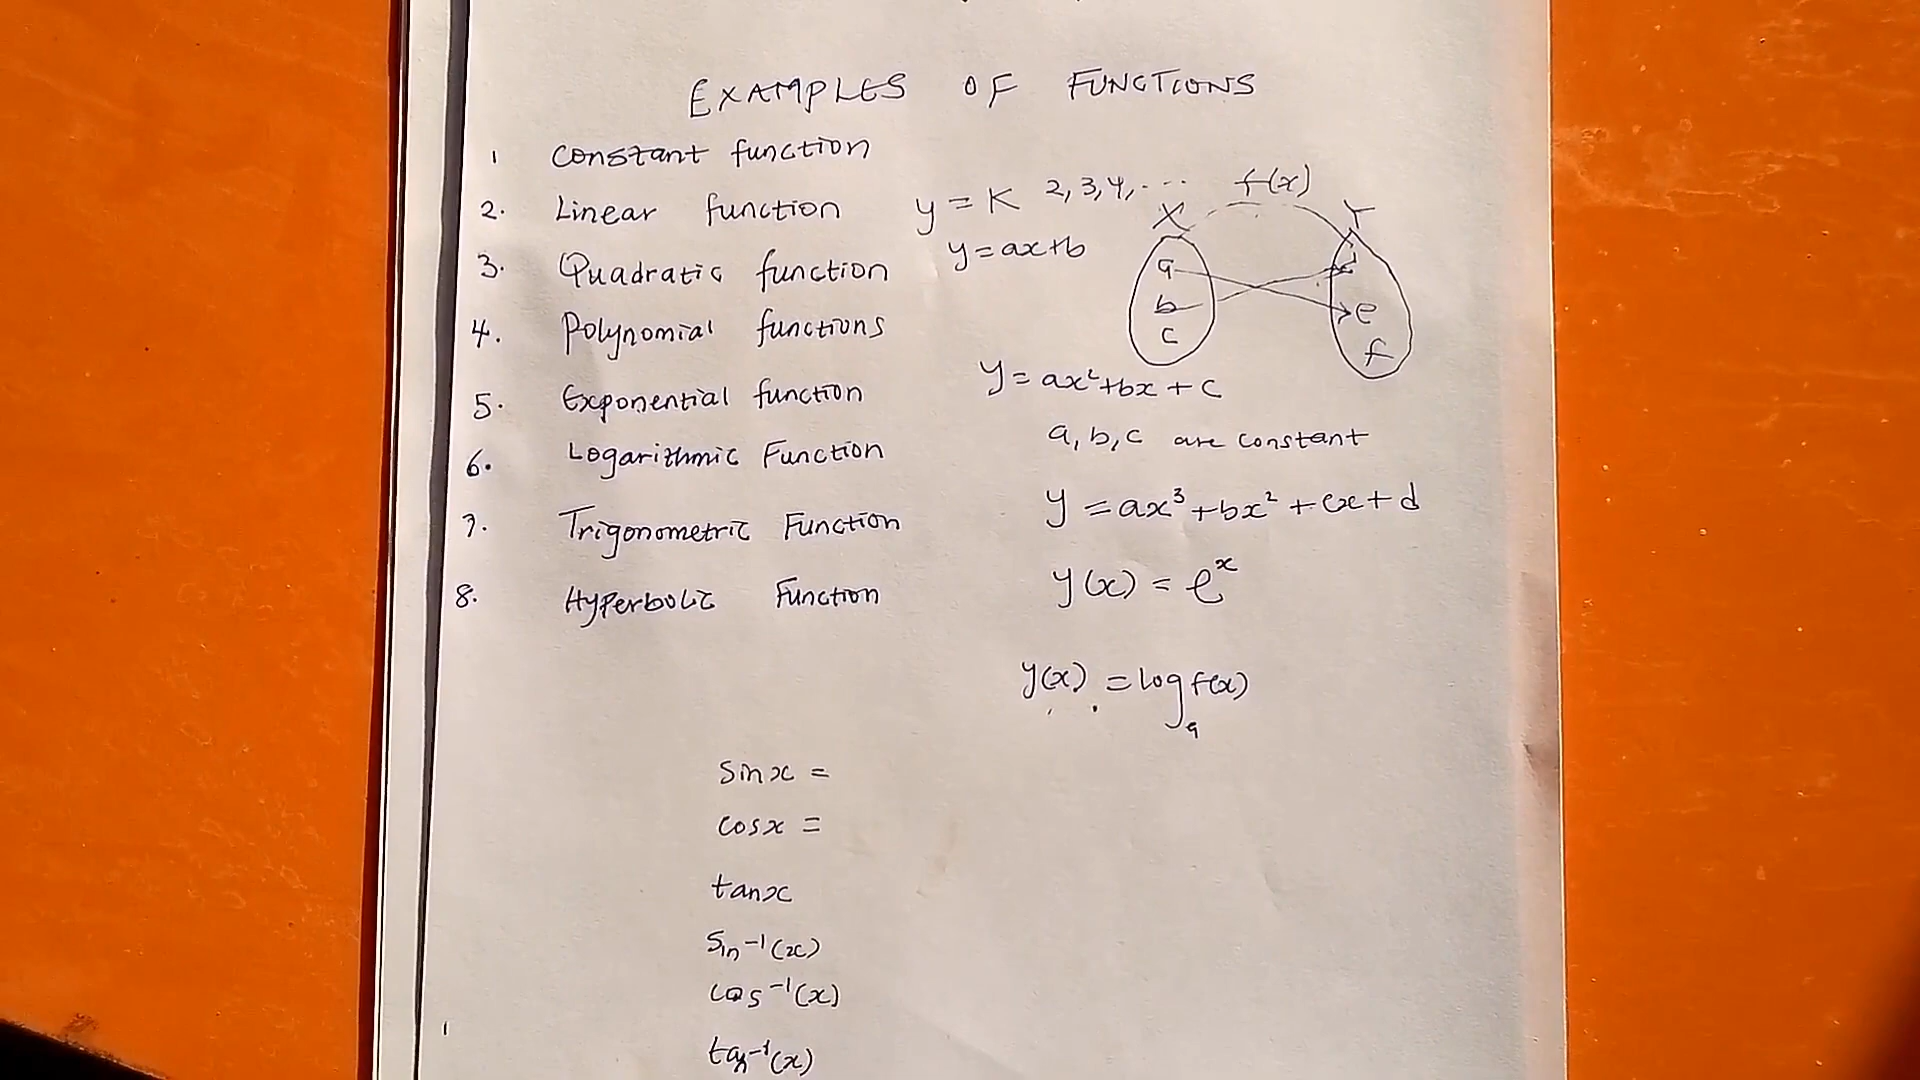 EXAMPLES OF FUNCTIONS
1 Constant function
2. Linear function
3. Quadratic function
4. Polynomial functions
5. Exponential function
6. Logarithmic Function
7. Trigonometric Function
8. Hyperbolic Function
y = K 2, 3, 4, ...
y = ax+b
f(x)
X Y
a d
b e
c f
y = ax²+bx + c
a, b, c are constant
y = ax³ + bx² + cx + d
y(x) = e^x
y(x) = log_a f(x)
sin x =
cos x =
tan x
Sin⁻¹(x)
cos⁻¹(x)
tan⁻¹(x)